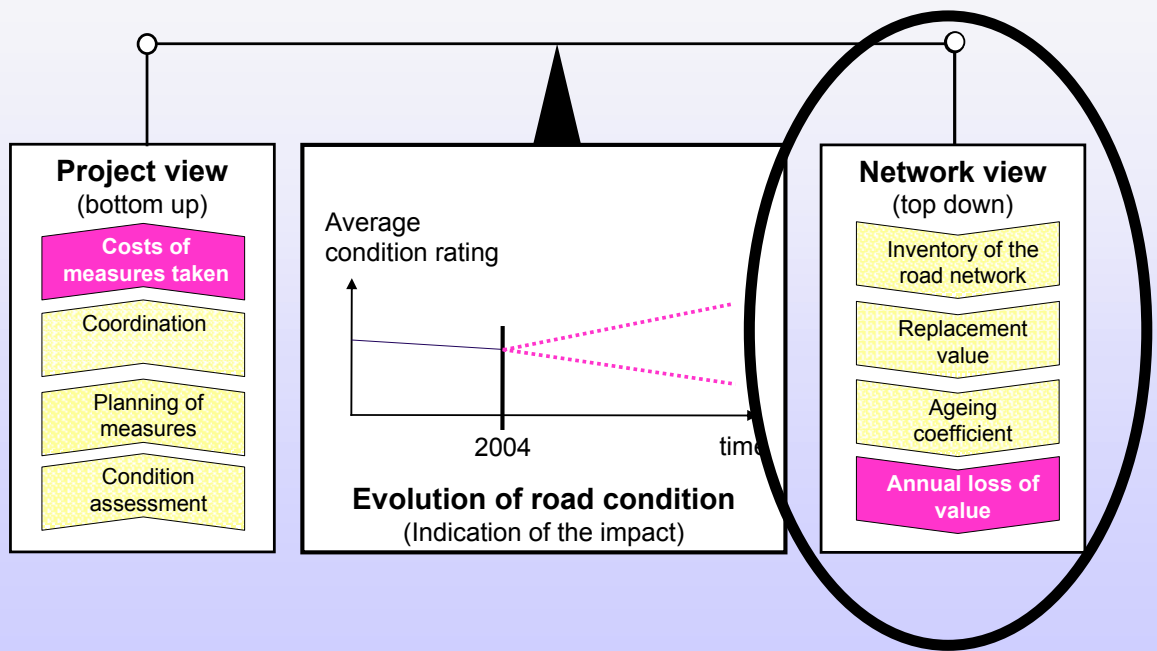 Project view
(bottom up)
Costs of
measures taken
Coordination
Planning of
measures
Condition
assessment
Average
condition rating
2004
time
Evolution of road condition
(Indication of the impact)
Network view
(top down)
Inventory of the
road network
Replacement
value
Ageing
coefficient
Annual loss of
value